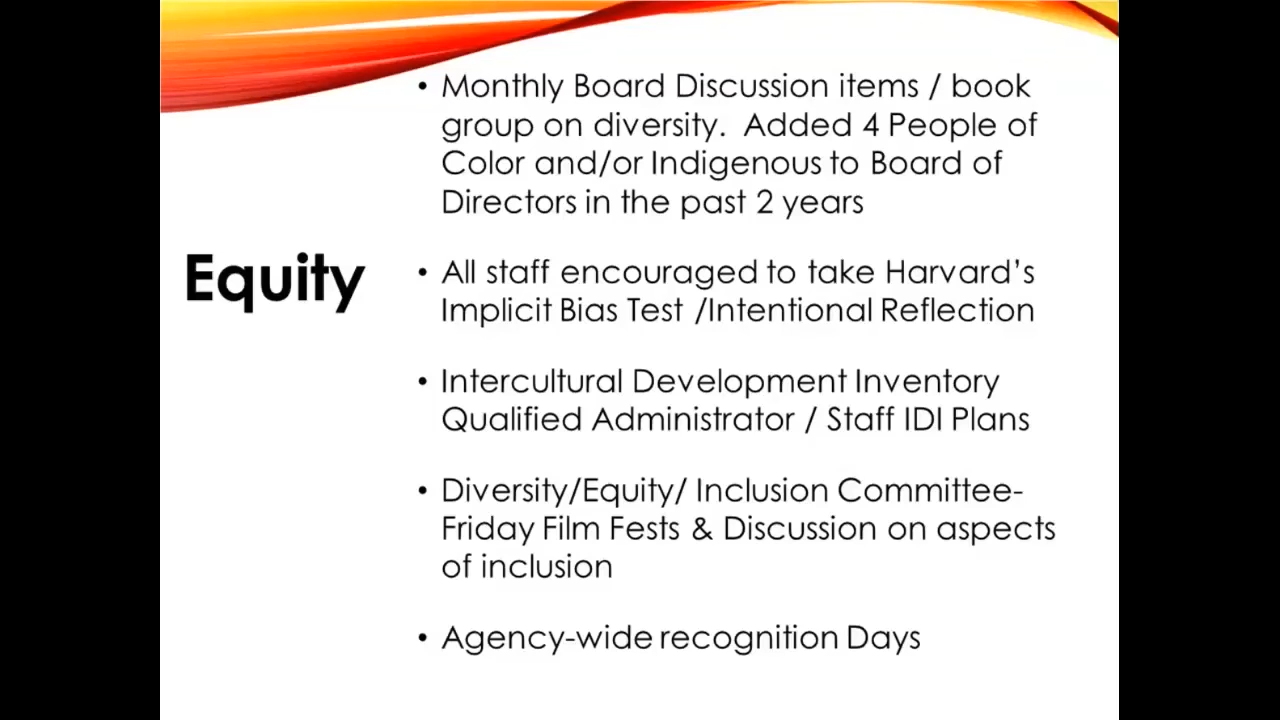 Equity
• Monthly Board Discussion items / book
group on diversity.  Added 4 People of
Color and/or Indigenous to Board of
Directors in the past 2 years
• All staff encouraged to take Harvard’s
Implicit Bias Test /Intentional Reflection
• Intercultural Development Inventory
Qualified Administrator / Staff IDI Plans
• Diversity/Equity/ Inclusion Committee-
Friday Film Fests & Discussion on aspects
of inclusion
• Agency-wide recognition Days